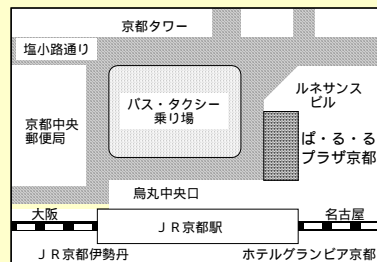 京都タワー
塩小路通り
バス・タクシー
乗り場
ルネサンス
ビル
京都中央
郵便局
ぱ・る・る
プラザ京都
烏丸中央口
大阪
名古屋
JR京都駅
JR京都伊勢丹
ホテルグランビア京都